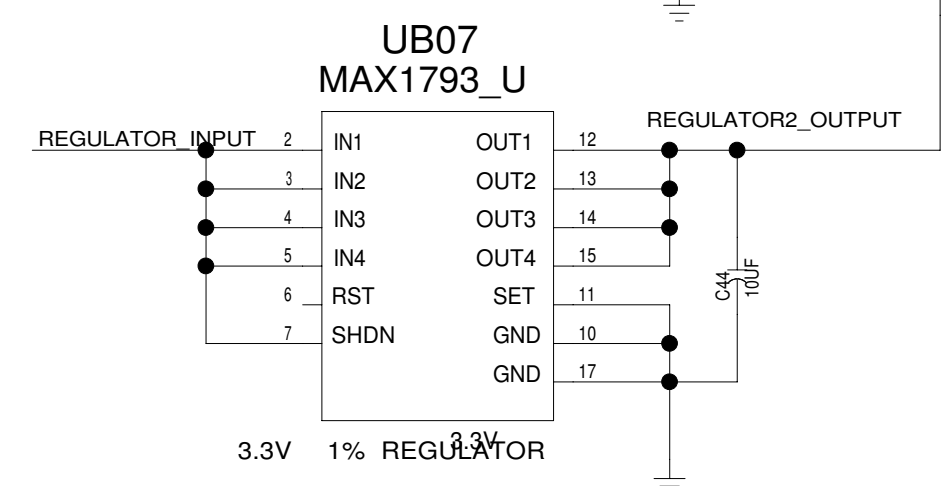 UB07
MAX1793_U
REGULATOR_INPUT
REGULATOR2_OUTPUT
2 IN1 OUT1 12
3 IN2 OUT2 13
4 IN3 OUT3 14
5 IN4 OUT4 15
6 RST SET 11
7 SHDN GND 10
GND 17
C44
10UF
3.3V
3.3V 1% REGULATOR